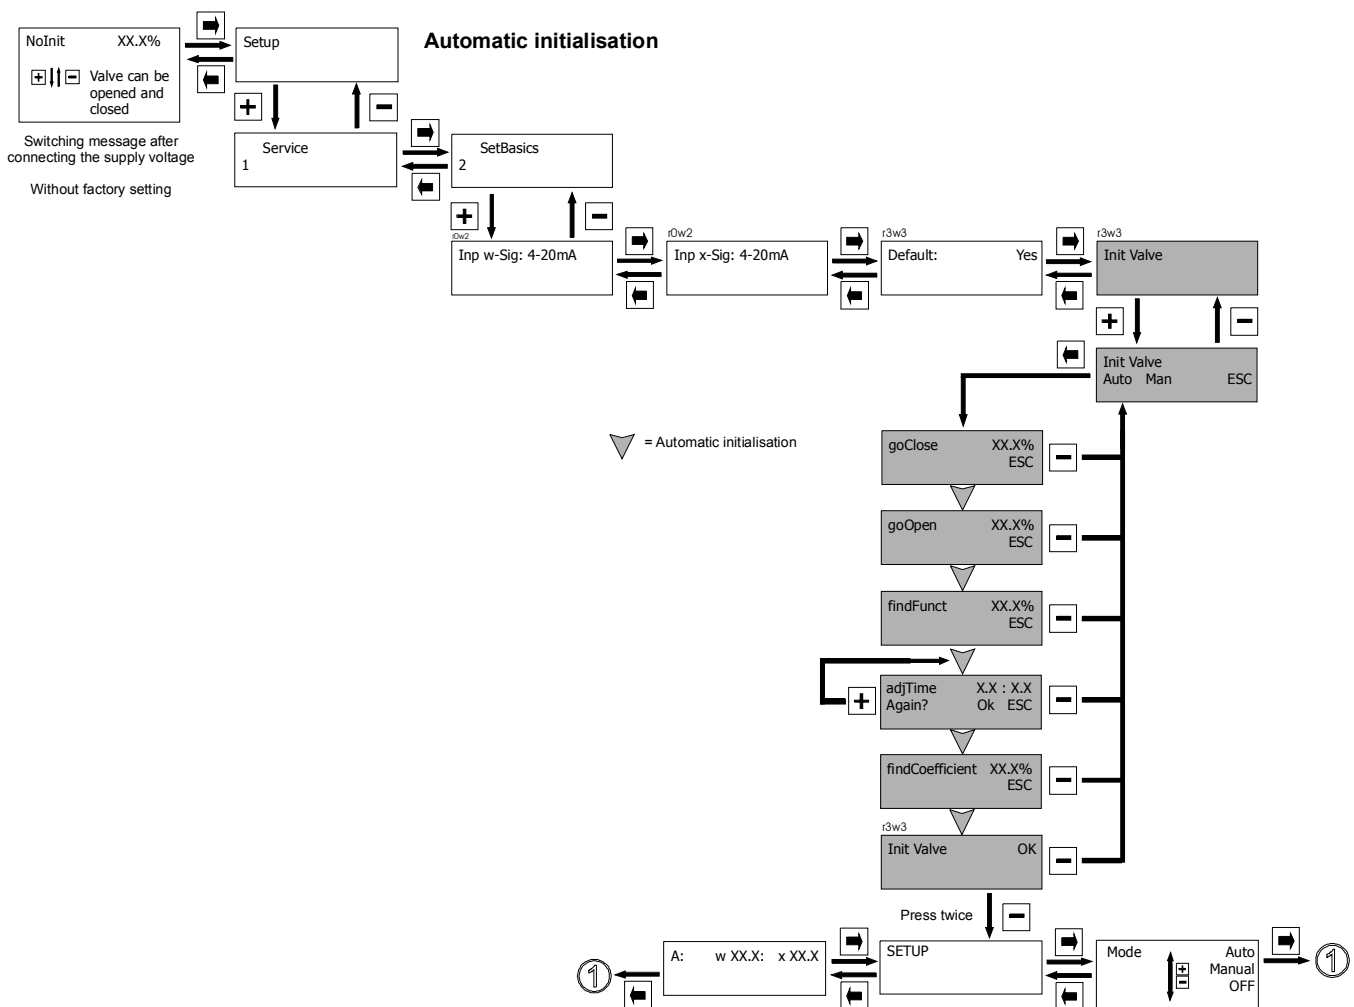 Automatic initialisation
NoInit XX.X%
+ - Valve can be
opened and
closed
Switching message after
connecting the supply voltage
Without factory setting
Setup
+ -
Service
1
SetBasics
2
+ -
r0w2
Inp w-Sig: 4-20mA
r0w2
Inp x-Sig: 4-20mA
r3w3
Default: Yes
r3w3
Init Valve
+ -
Init Valve
Auto Man ESC
= Automatic initialisation
goClose XX.X%
ESC
-
goOpen XX.X%
ESC
-
findFunct XX.X%
ESC
-
adjTime X.X : X.X
Again? Ok ESC
+ -
findCoefficient XX.X%
ESC
-
r3w3
Init Valve OK
-
Press twice -
1
A: w XX.X: x XX.X
SETUP
Mode Auto
+ Manual
- OFF
1